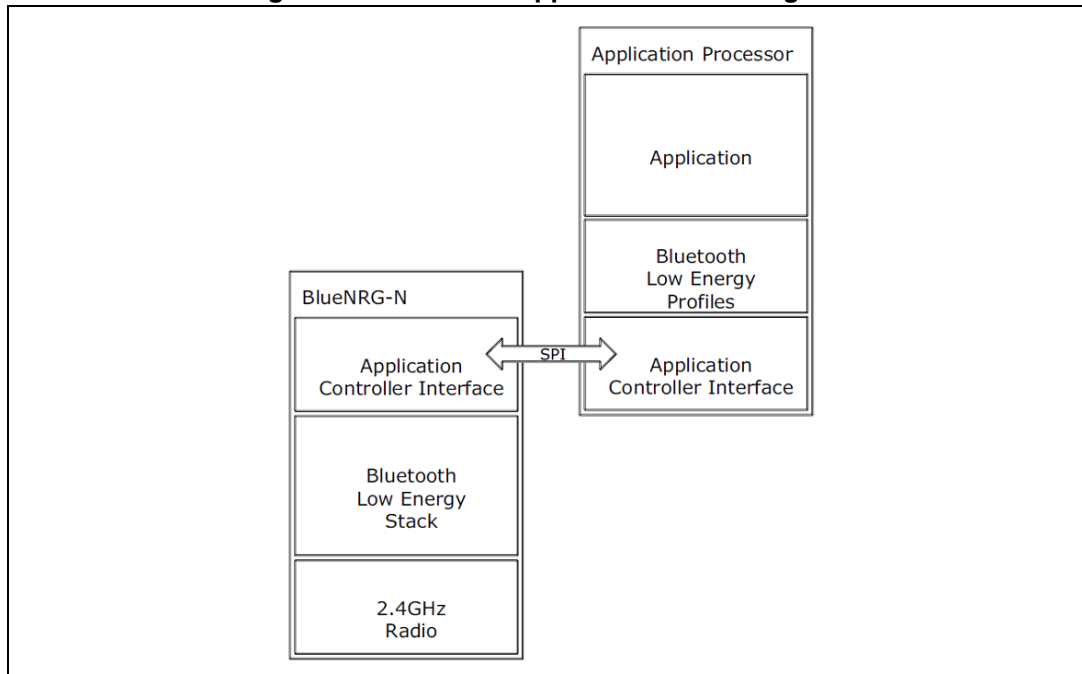 Application Processor
Application
Bluetooth
Low Energy
Profiles
Application
Controller Interface
SPI
BlueNRG-N
Application
Controller Interface
Bluetooth
Low Energy
Stack
2.4GHz
Radio